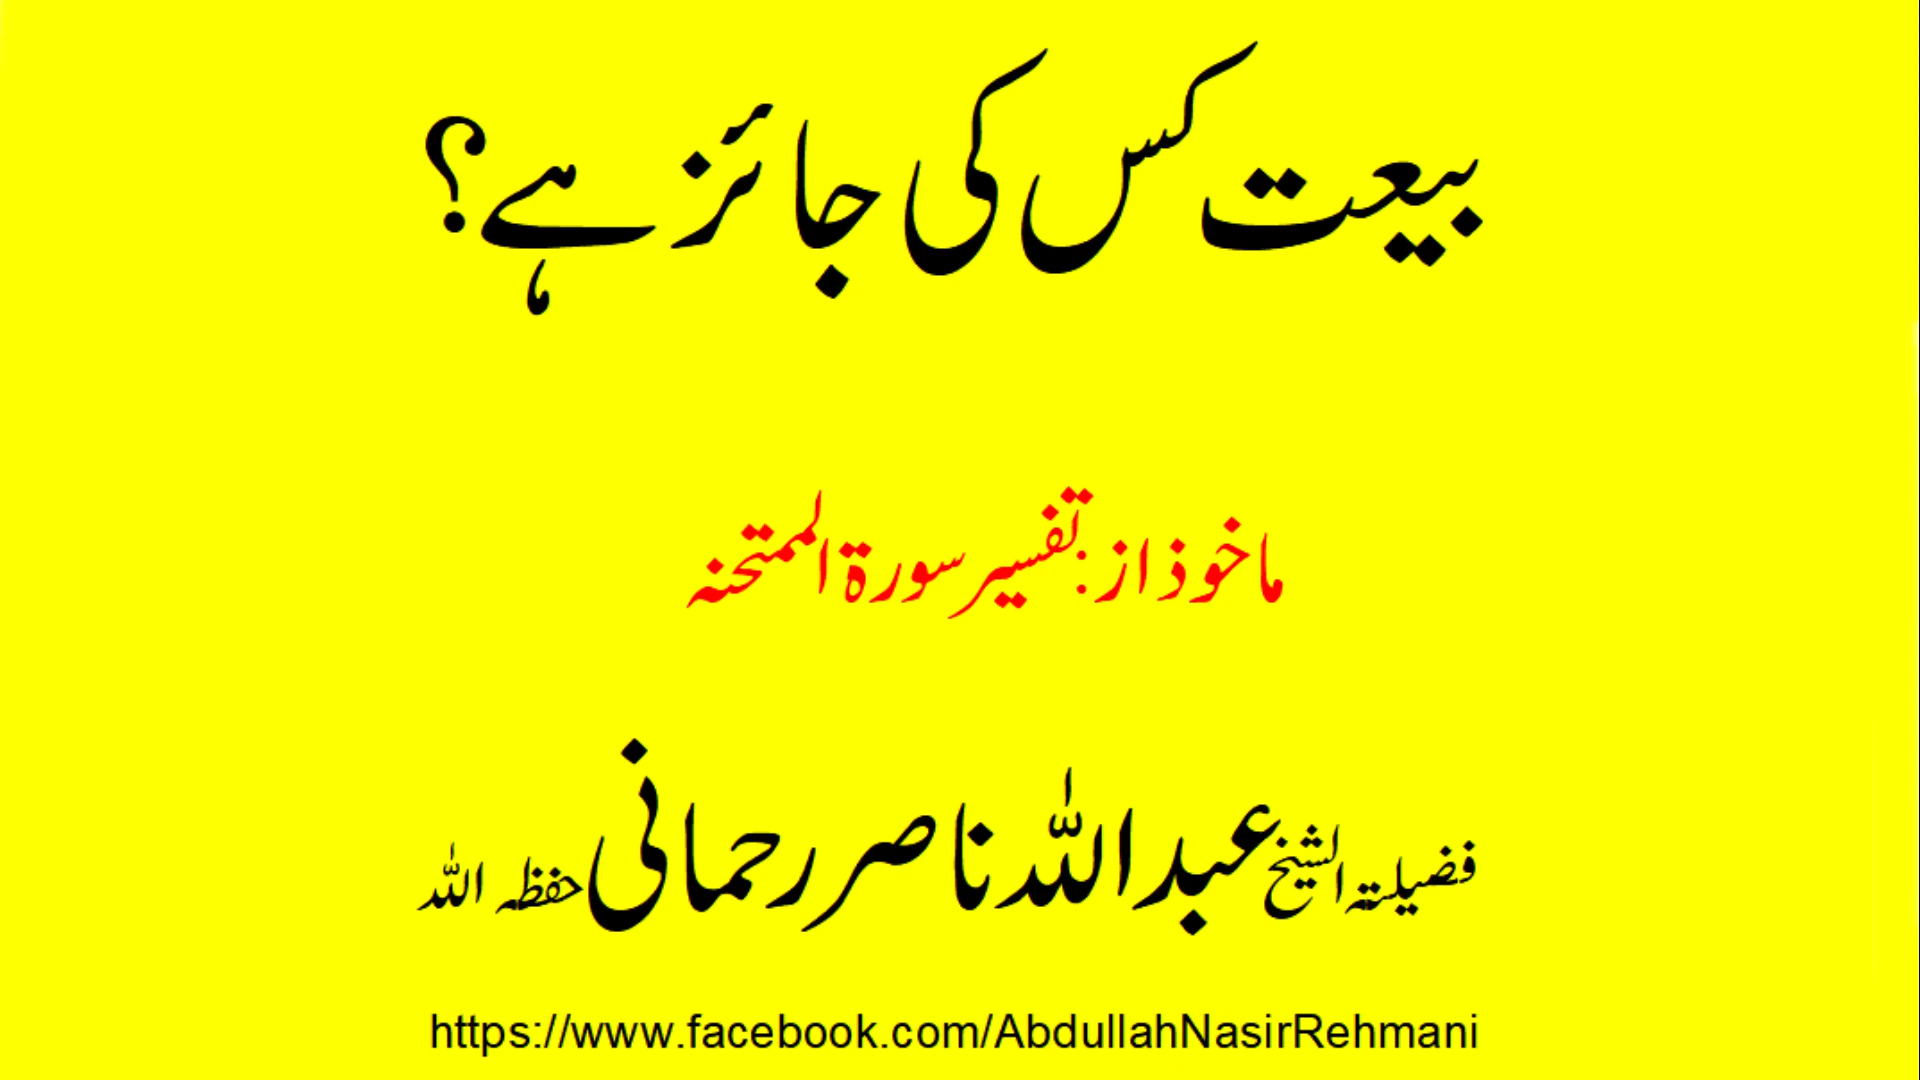 بیعت کس کی جائز ہے؟
ماخوذ از: تفسیر سورۃ الممتحنہ
فضیلتہ الشیخ عبداللہ ناصر رحمانی حفظہ اللہ
https://www.facebook.com/AbdullahNasirRehmani